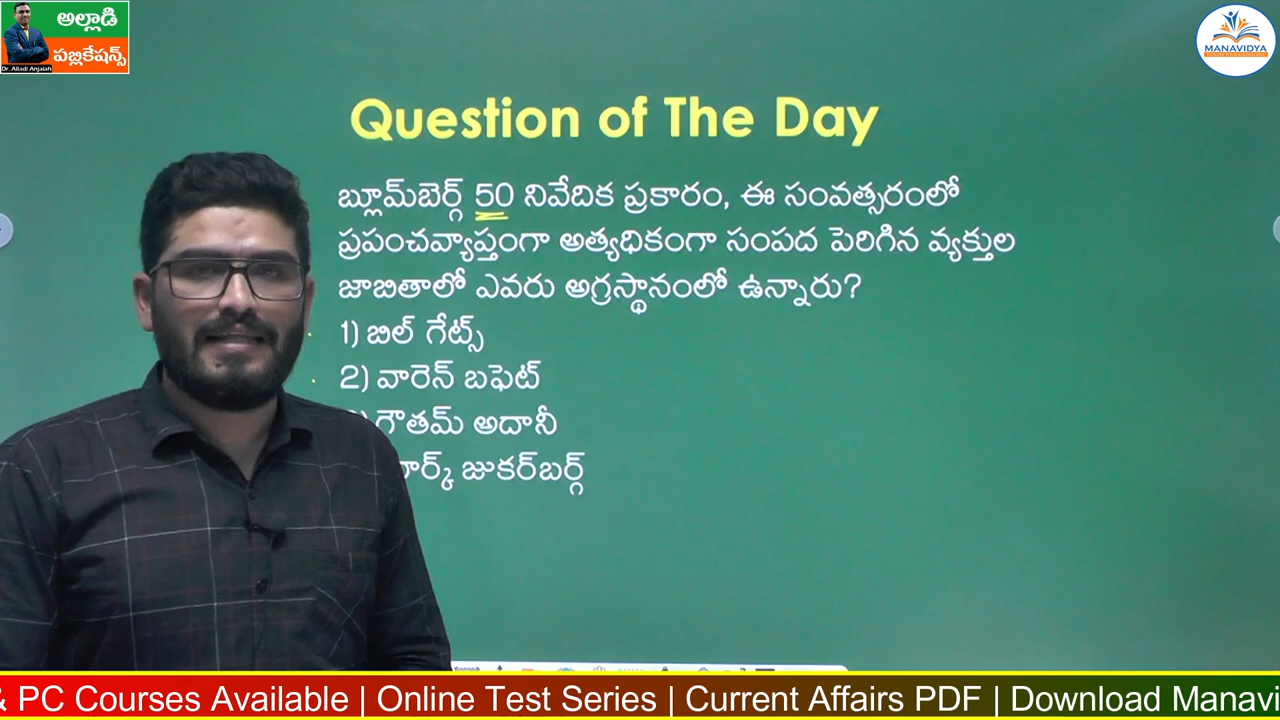 అల్లాడి
పబ్లికేషన్స్
Dr. Alladi Anjaiah
MANAVIDYA
Question of The Day
బ్లూమ్‌బెర్గ్ 50 నివేదిక ప్రకారం, ఈ సంవత్సరంలో
ప్రపంచవ్యాప్తంగా అత్యధికంగా సంపద పెరిగిన వ్యక్తుల
జాబితాలో ఎవరు అగ్రస్థానంలో ఉన్నారు?
1) బిల్ గేట్స్
2) వారెన్ బఫెట్
గౌతమ్ అదానీ
జుకర్‌బర్గ్
& PC Courses Available | Online Test Series | Current Affairs PDF | Download Manavi